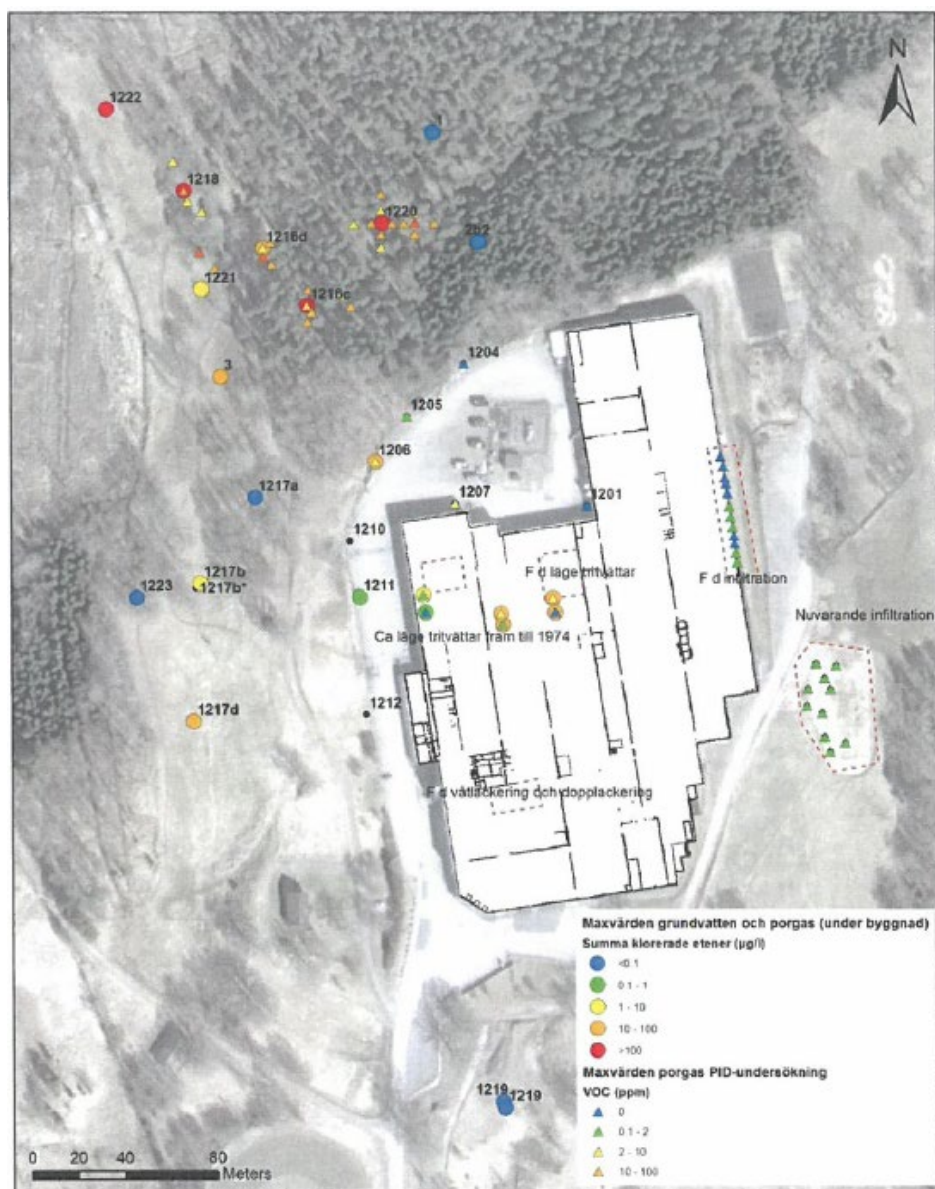 N
1222
1
1218
1220
2b2
1216d
1221
1216c
1204
3
1205
1206
1207
1201
1217a
1210
F d läge tritvättar
1217b
1217b*
F d infiltration
1223
1211
Nuvarande infiltration
Ca läge tritvättar fram till 1974
1212
1217d
F d våtlackering och dopplackering
Maxvärden grundvatten och porgas (under byggnad)
Summa klorerade etener (µg/l)
<0.1
0.1 - 1
1 - 10
10 - 100
>100
Maxvärden porgas PID-undersökning
VOC (ppm)
0
0.1 - 2
2 - 10
10 - 100
1219
1219
0 20 40 80
Meters